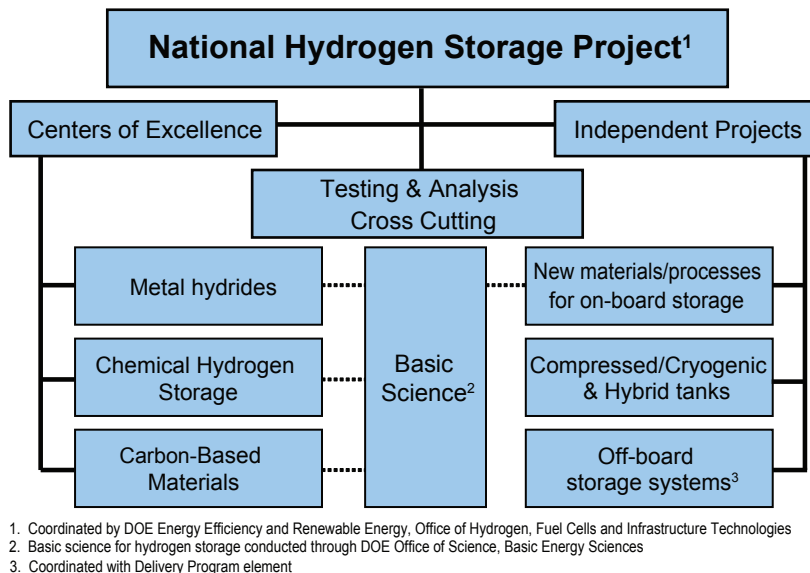 National Hydrogen Storage Project¹
Centers of Excellence
Independent Projects
Testing & Analysis
Cross Cutting
Metal hydrides
Chemical Hydrogen
Storage
Carbon-Based
Materials
Basic
Science²
New materials/processes
for on-board storage
Compressed/Cryogenic
& Hybrid tanks
Off-board
storage systems³
1. Coordinated by DOE Energy Efficiency and Renewable Energy, Office of Hydrogen, Fuel Cells and Infrastructure Technologies
2. Basic science for hydrogen storage conducted through DOE Office of Science, Basic Energy Sciences
3. Coordinated with Delivery Program element